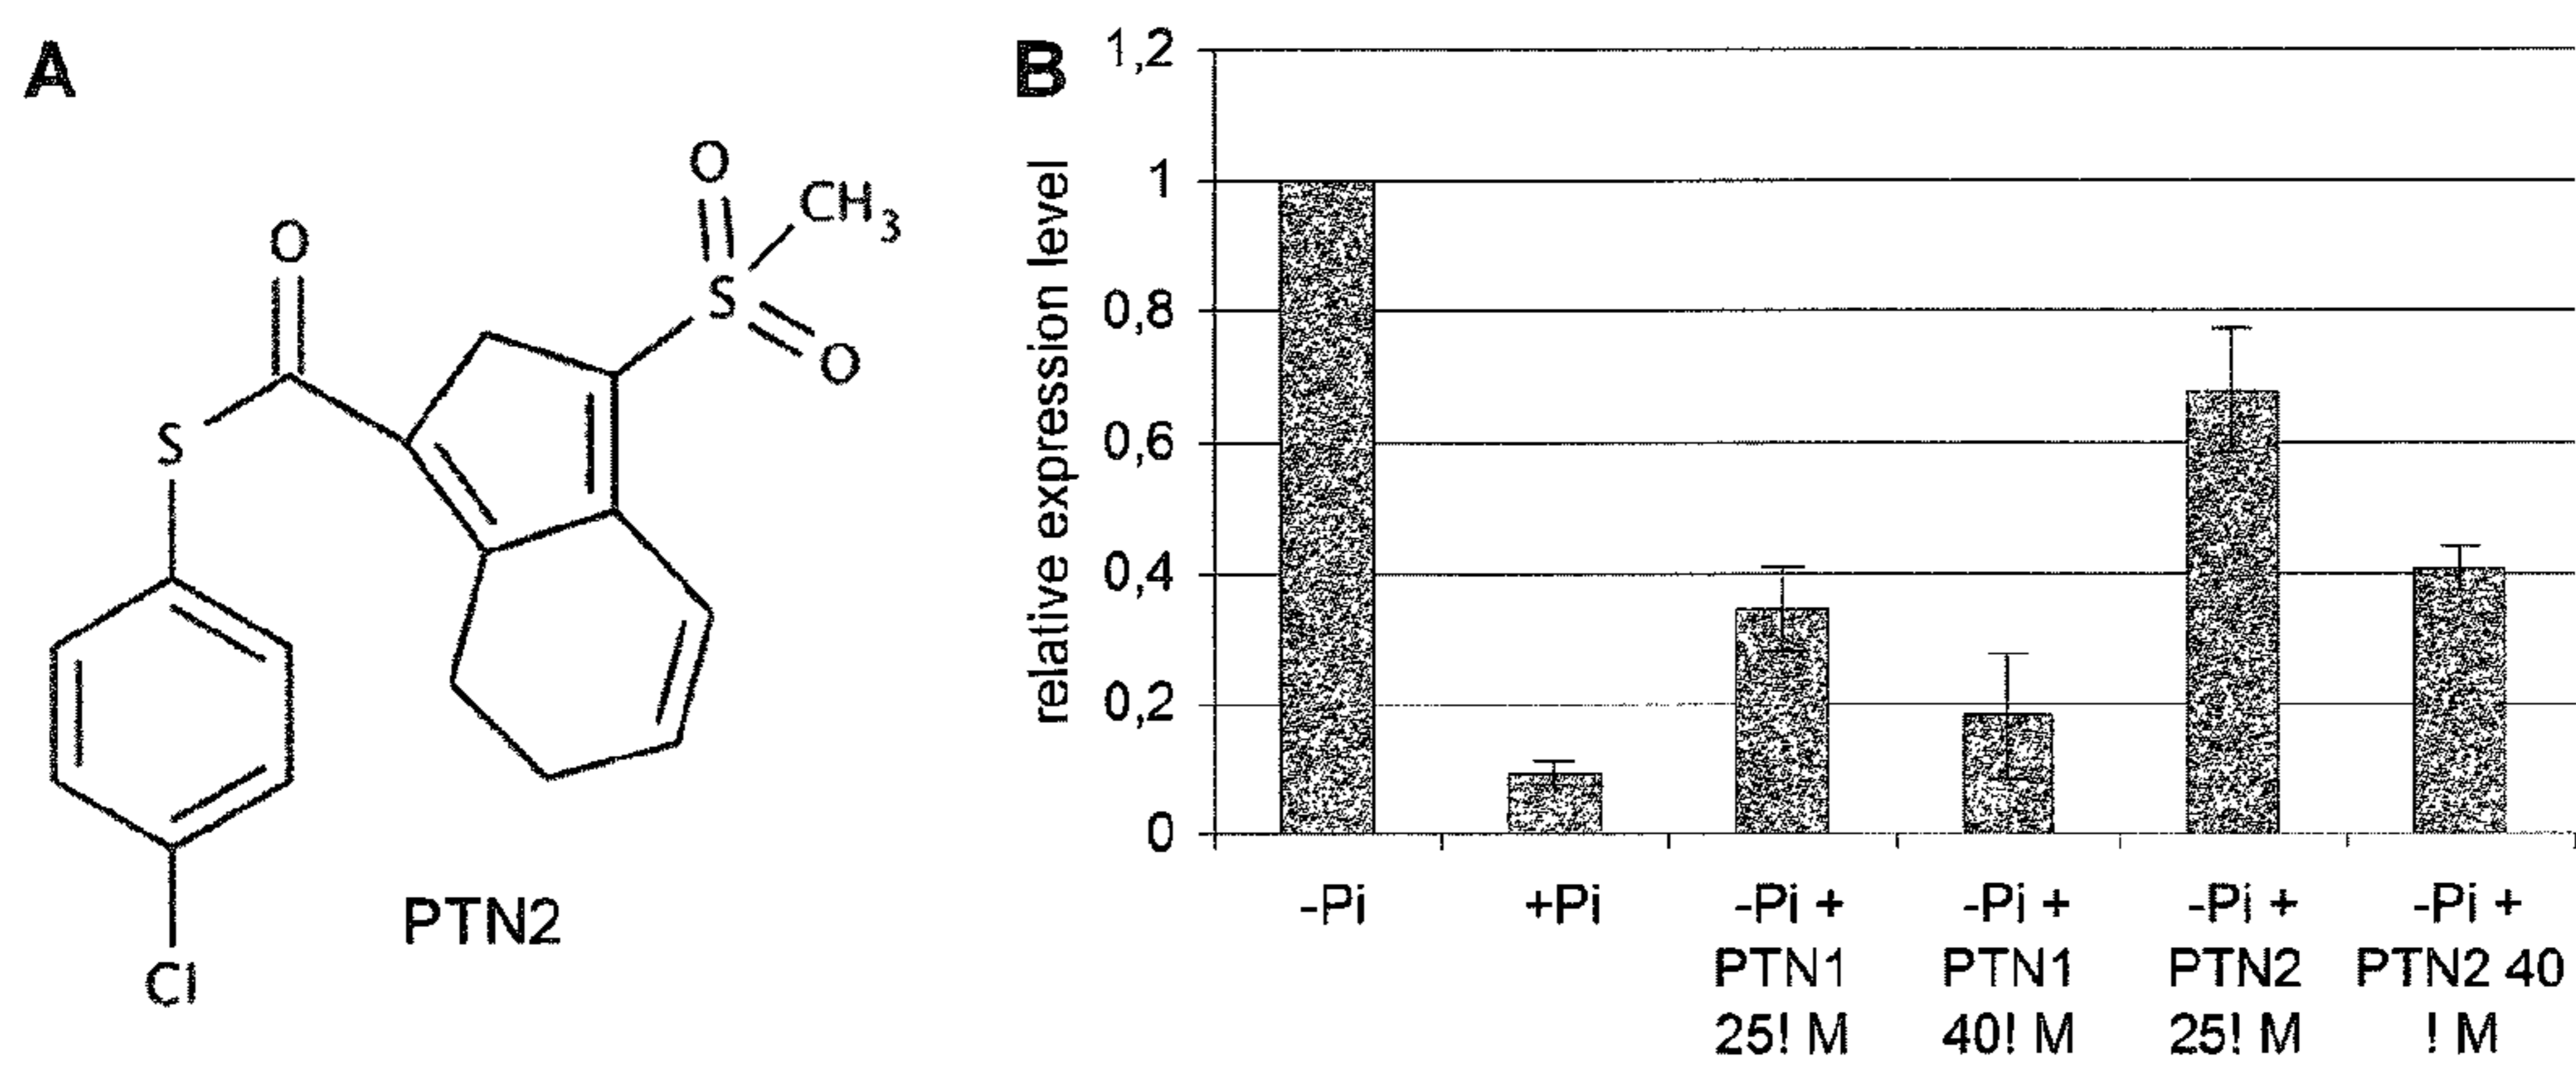 A
O
CH3
S
O
O
S
Cl
PTN2
B
relative expression level
1,2
1
0,8
0,6
0,4
0,2
0
-Pi
+Pi
-Pi +
PTN1
25! M
-Pi +
PTN1
40! M
-Pi +
PTN2
25! M
-Pi +
PTN2 40
! M